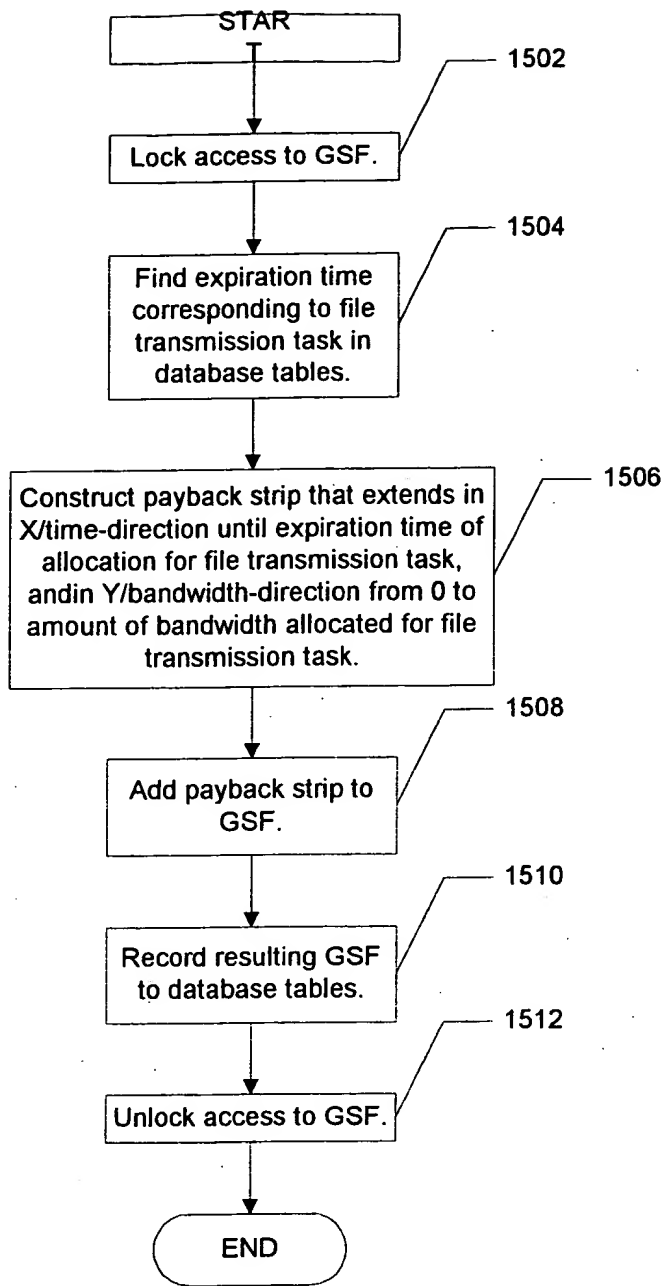 STAR
T
1502
Lock access to GSF.
1504
Find expiration time
corresponding to file
transmission task in
database tables.
1506
Construct payback strip that extends in
X/time-direction until expiration time of
allocation for file transmission task,
andin Y/bandwidth-direction from 0 to
amount of bandwidth allocated for file
transmission task.
1508
Add payback strip to
GSF.
1510
Record resulting GSF
to database tables.
1512
Unlock access to GSF.
END